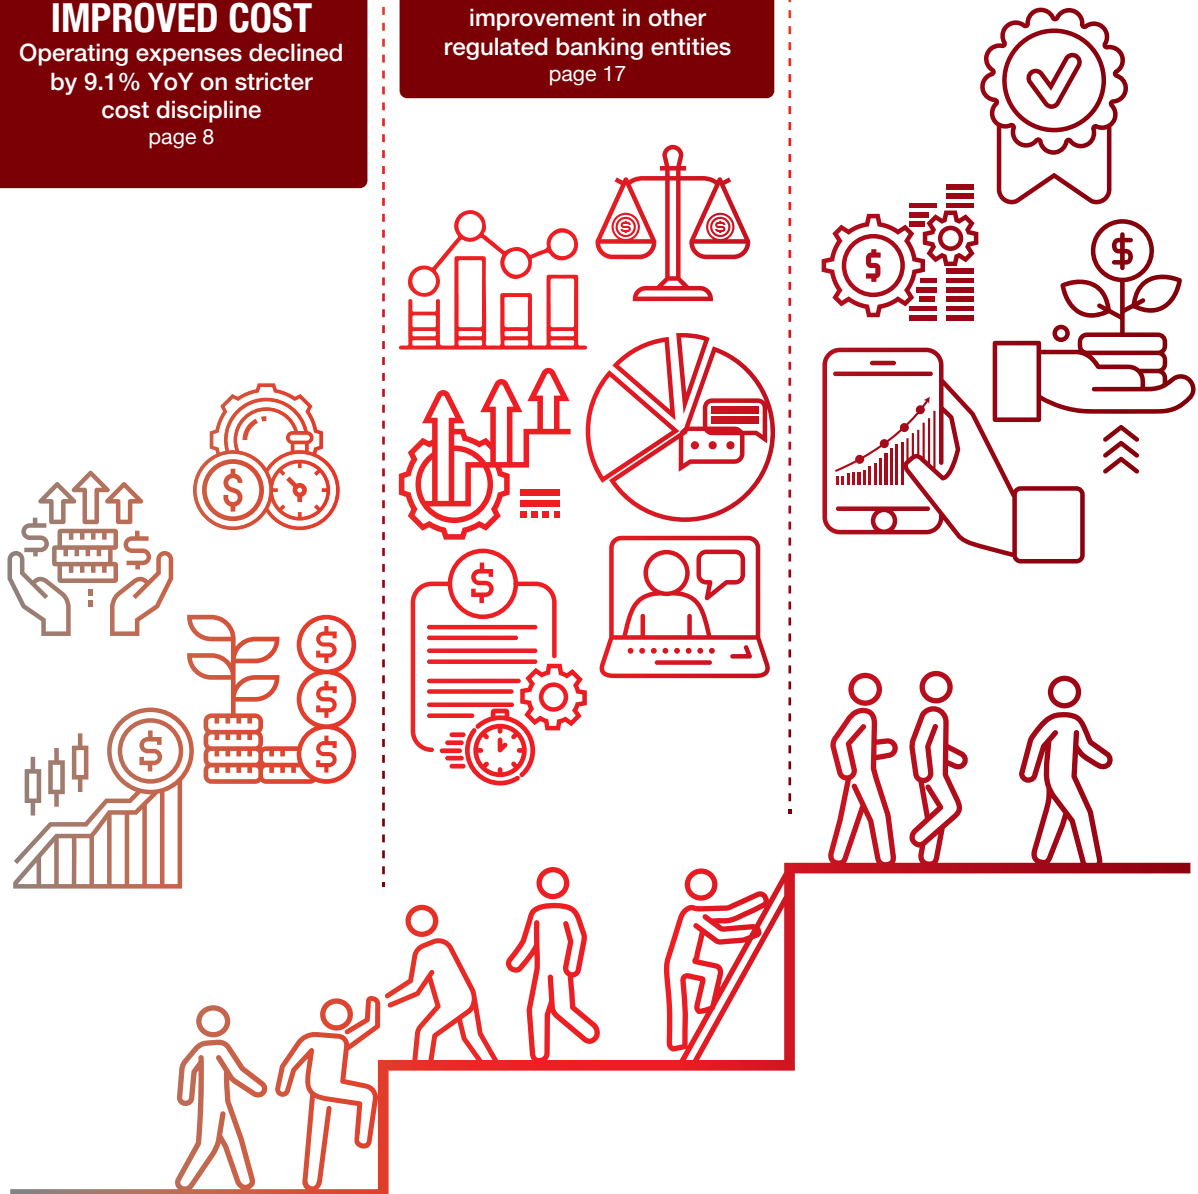 IMPROVED COST
Operating expenses declined
by 9.1% YoY on stricter
cost discipline
page 8
improvement in other
regulated banking entities
page 17